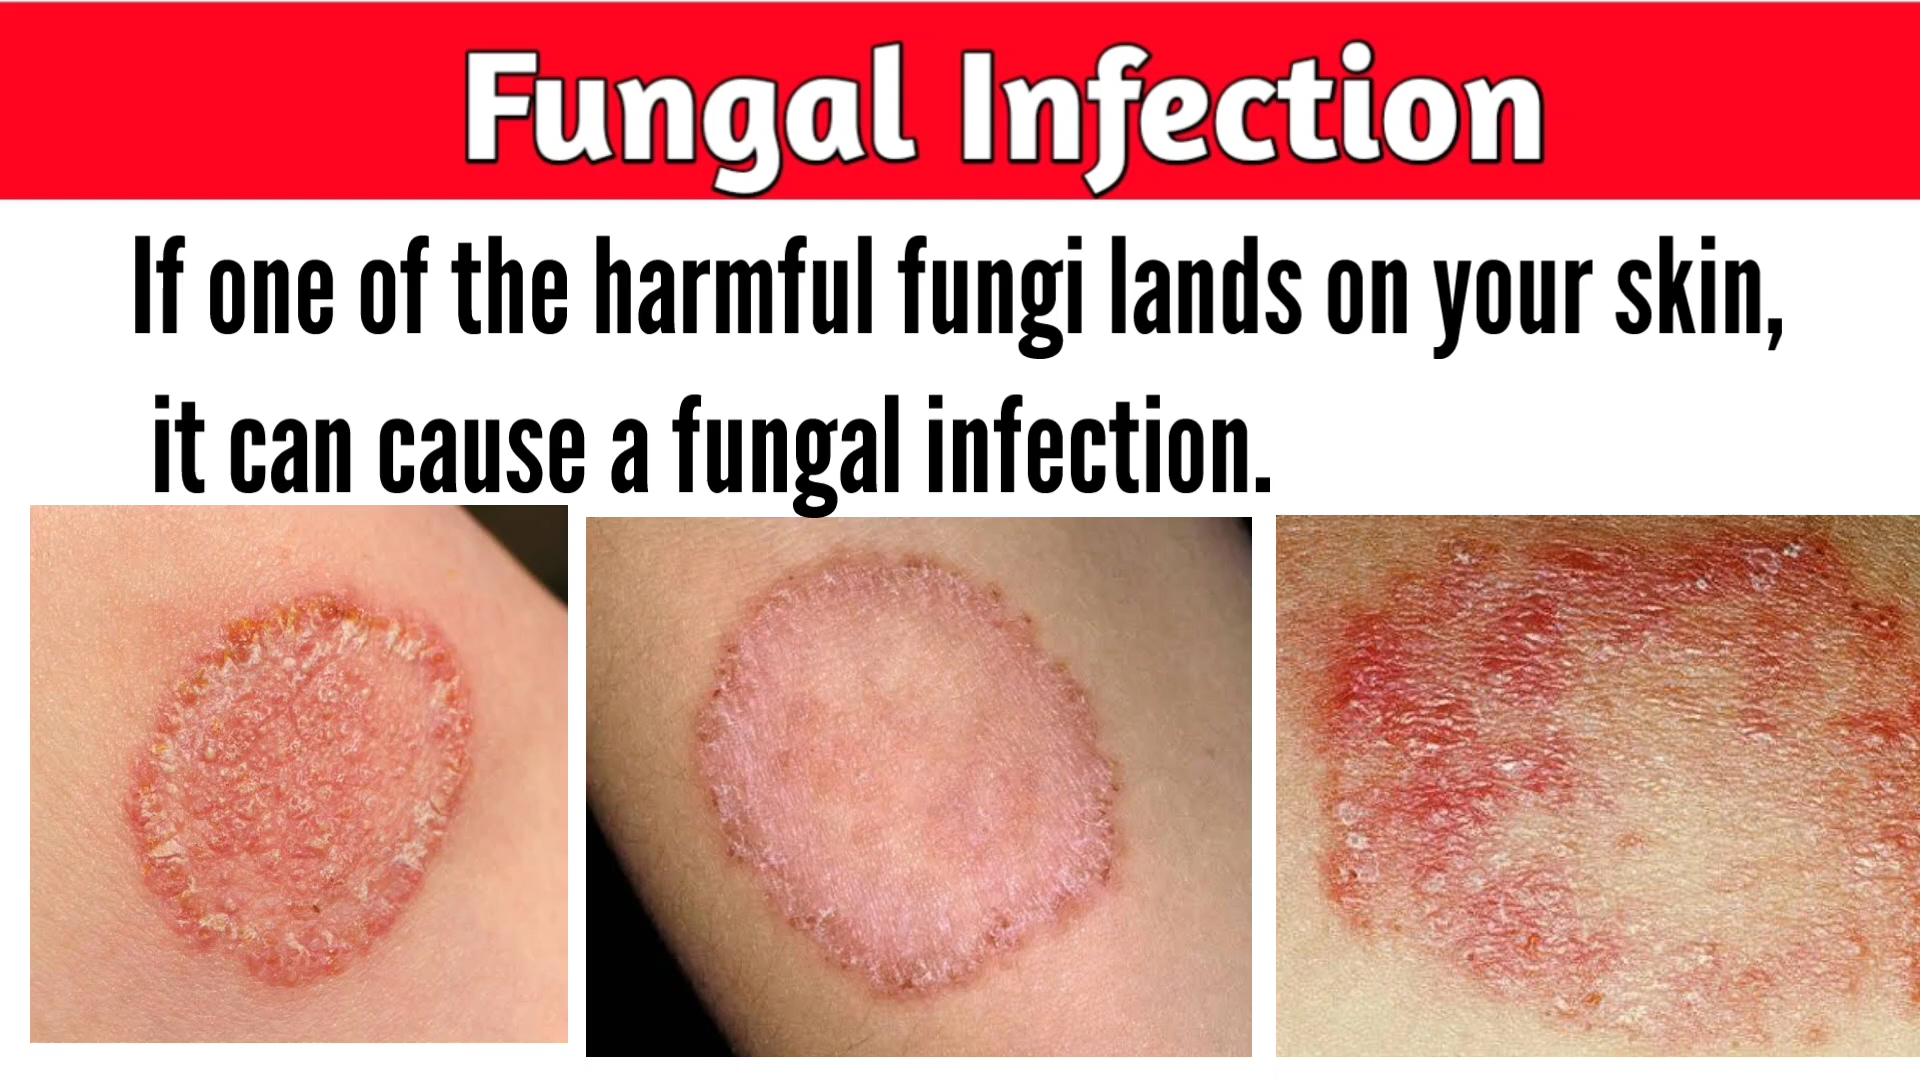 Fungal Infection
If one of the harmful fungi lands on your skin,
it can cause a fungal infection.